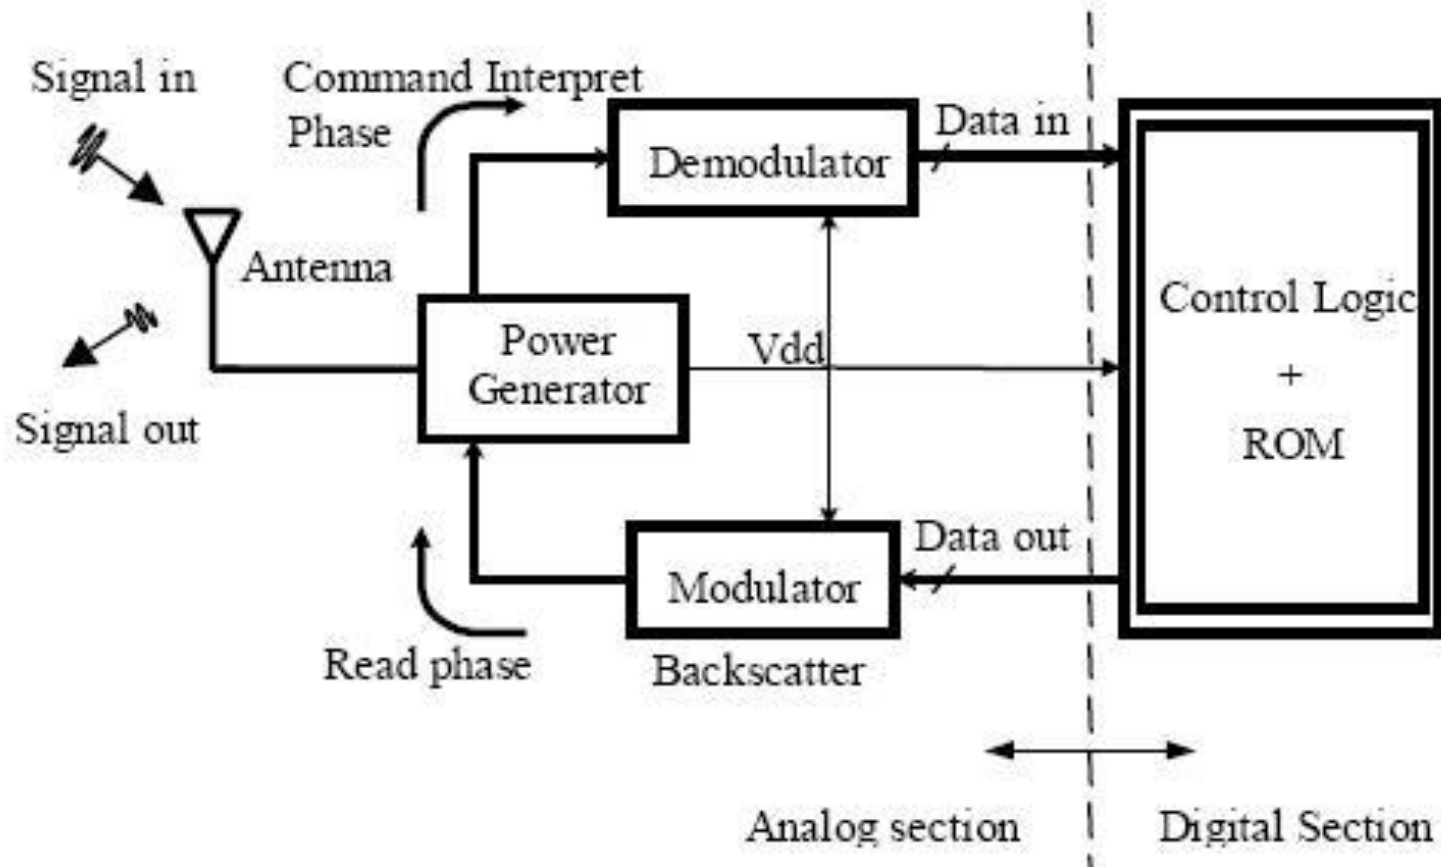 Signal in
Command Interpret
Phase
Data in
Demodulator
Antenna
Control Logic
+
ROM
Power
Generator
Vdd
Signal out
Data out
Modulator
Read phase
Backscatter
Analog section
Digital Section